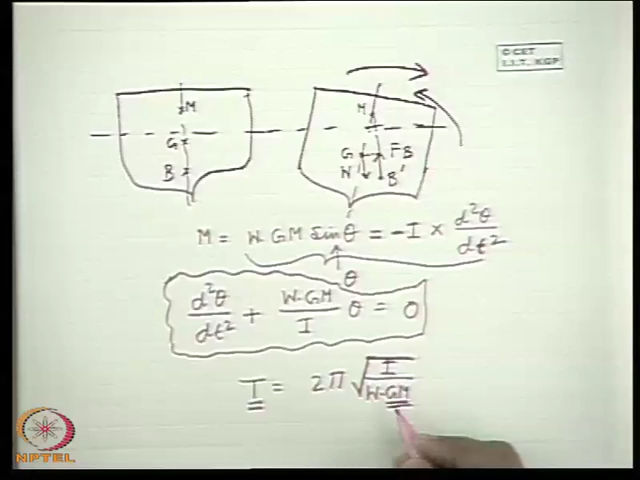 © CET
I.I.T. KGP
M
G
B
M
G FB
W B'
M = W GM sin θ = -I × d²θ/dt²
θ
d²θ/dt² + W·GM/I θ = 0
T = 2π √(I/W·GM)
NPTEL